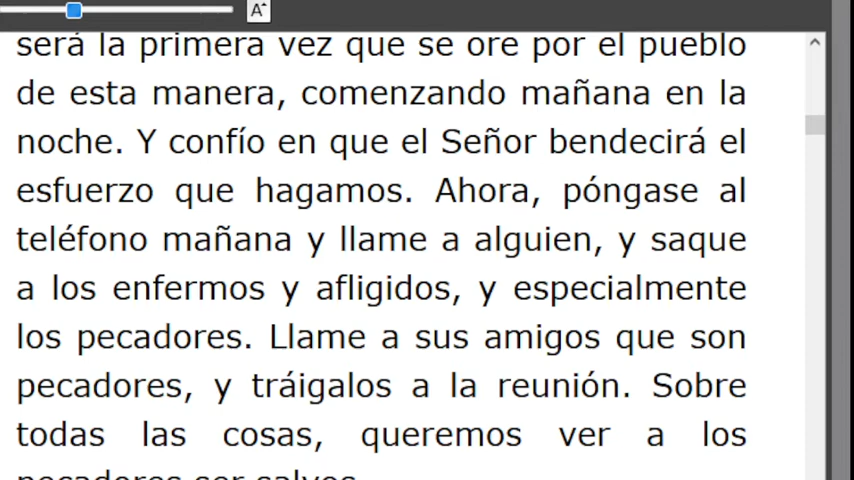 A
será la primera vez que se ore por el pueblo
de esta manera, comenzando mañana en la
noche. Y confío en que el Señor bendecirá el
esfuerzo que hagamos. Ahora, póngase al
teléfono mañana y llame a alguien, y saque
a los enfermos y afligidos, y especialmente
los pecadores. Llame a sus amigos que son
pecadores, y tráigalos a la reunión. Sobre
todas las cosas, queremos ver a los
pecadores ser salvos.